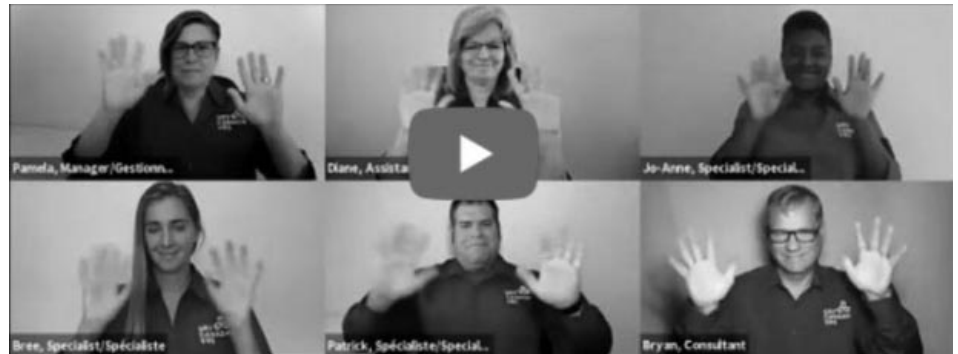 Pamela, Manager/Gestionn...
Diane, Assista
Jo-Anne, Specialist/Special...
Bree, Specialist/Spécialiste
Patrick, Spécialiste/Special...
Bryan, Consultant